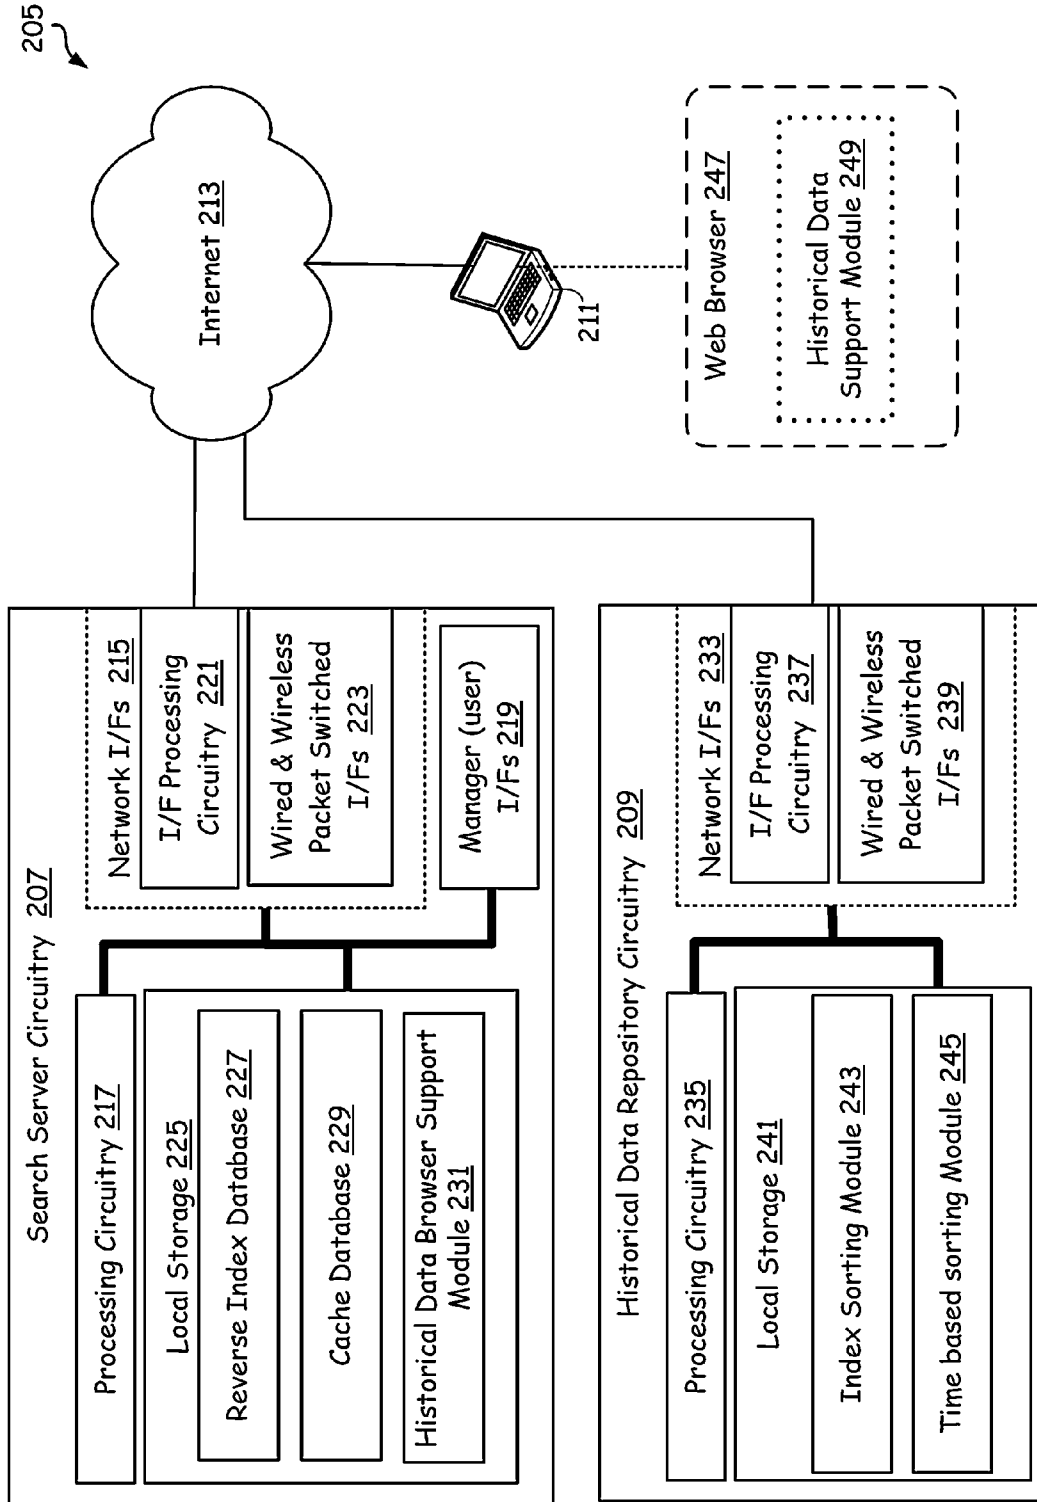 205
Search Server Circuitry 207
Processing Circuitry 217
Local Storage 225
Reverse Index Database 227
Cache Database 229
Historical Data Browser Support
Module 231
Network I/Fs 215
I/F Processing
Circuitry 221
Wired & Wireless
Packet Switched
I/Fs 223
Manager (user)
I/Fs 219
Internet 213
211
Web Browser 247
Historical Data
Support Module 249
Historical Data Repository Circuitry 209
Processing Circuitry 235
Local Storage 241
Index Sorting Module 243
Time based sorting Module 245
Network I/Fs 233
I/F Processing
Circuitry 237
Wired & Wireless
Packet Switched
I/Fs 239